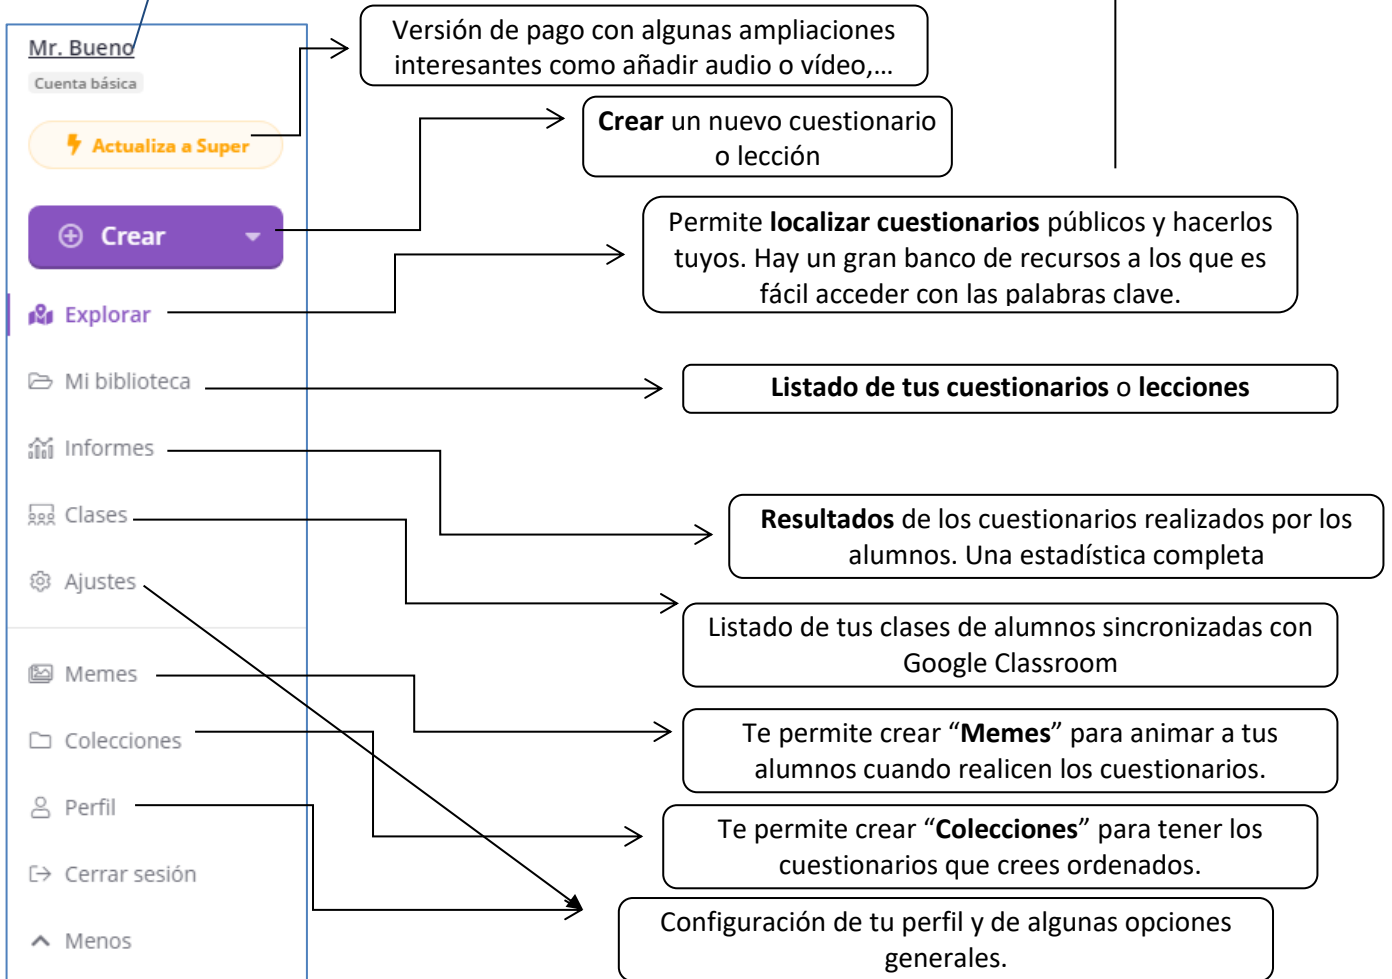 Mr. Bueno
Cuenta básica
Actualiza a Super
Crear
Explorar
Mi biblioteca
Informes
Clases
Ajustes
Memes
Colecciones
Perfil
Cerrar sesión
Menos
Versión de pago con algunas ampliaciones
interesantes como añadir audio o vídeo,...
Crear un nuevo cuestionario
o lección
Permite localizar cuestionarios públicos y hacerlos
tuyos. Hay un gran banco de recursos a los que es
fácil acceder con las palabras clave.
Listado de tus cuestionarios o lecciones
Resultados de los cuestionarios realizados por los
alumnos. Una estadística completa
Listado de tus clases de alumnos sincronizadas con
Google Classroom
Te permite crear “Memes” para animar a tus
alumnos cuando realicen los cuestionarios.
Te permite crear “Colecciones” para tener los
cuestionarios que crees ordenados.
Configuración de tu perfil y de algunas opciones
generales.